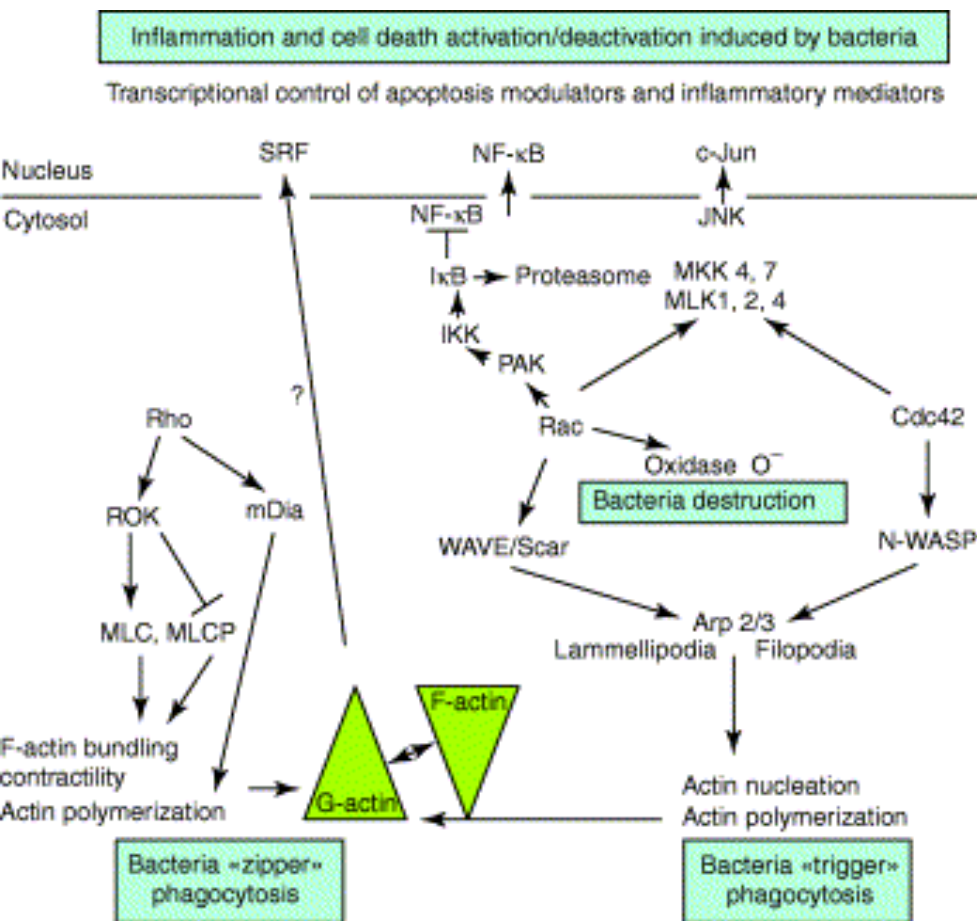 Inflammation and cell death activation/deactivation induced by bacteria
Transcriptional control of apoptosis modulators and inflammatory mediators
SRF
NF-κB
c-Jun
Nucleus
Cytosol
NF-κB
JNK
IκB
Proteasome
MKK 4, 7
MLK1, 2, 4
IKK
PAK
?
Rho
Rac
Cdc42
Oxidase O⁻
Bacteria destruction
ROK
mDia
WAVE/Scar
N-WASP
MLC, MLCP
Arp 2/3
Lammellipodia
Filopodia
F-actin
G-actin
F-actin bundling
contractility
Actin polymerization
Actin nucleation
Actin polymerization
Bacteria «zipper»
phagocytosis
Bacteria «trigger»
phagocytosis